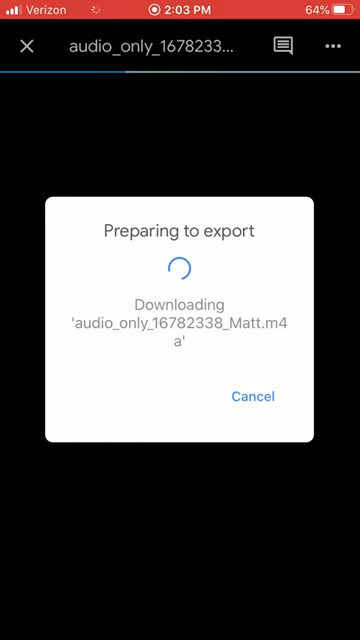 Verizon 2:03 PM 64%
audio_only_1678233...
Preparing to export
Downloading
'audio_only_16782338_Matt.m4
a'
Cancel